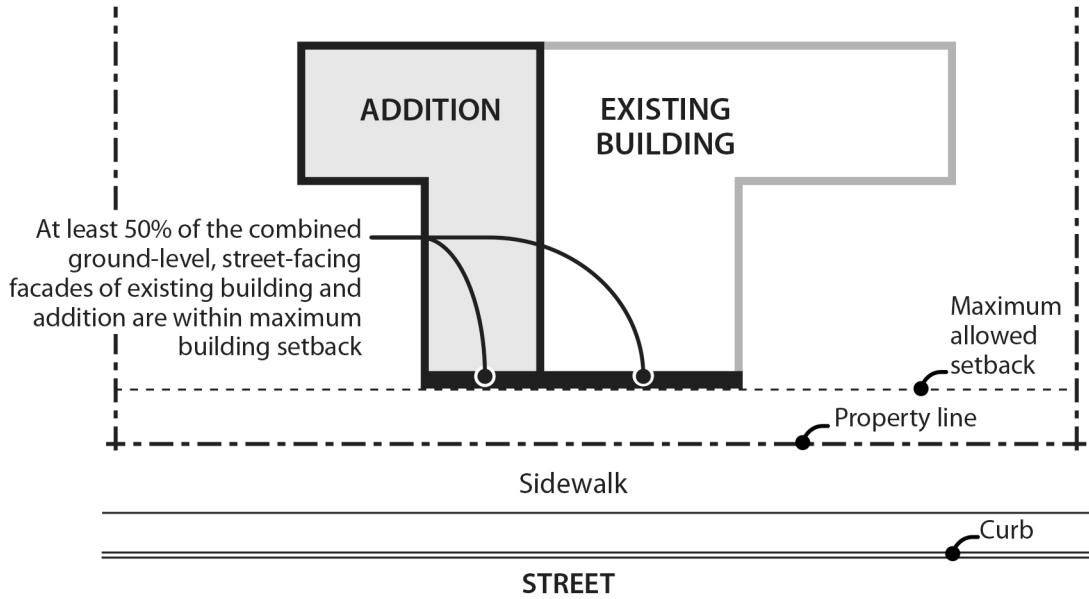 ADDITION
EXISTING
BUILDING
At least 50% of the combined
ground-level, street-facing
facades of existing building and
addition are within maximum
building setback
Maximum
allowed
setback
Property line
Sidewalk
Curb
STREET